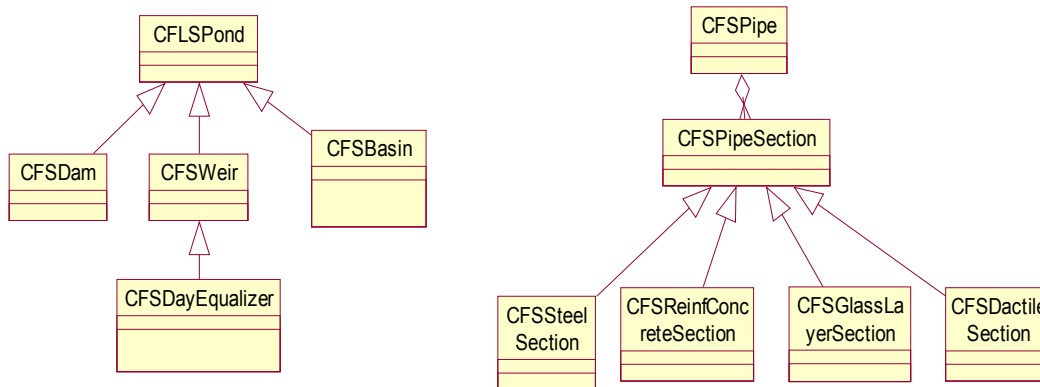 CFLSPond
CFSPipe
CFSDam
CFSWeir
CFSBasin
CFSPipeSection
CFSDayEqualizer
CFSSteel
Section
CFSReinfConc
reteSection
CFSGlassLa
yerSection
CFSDactile
Section